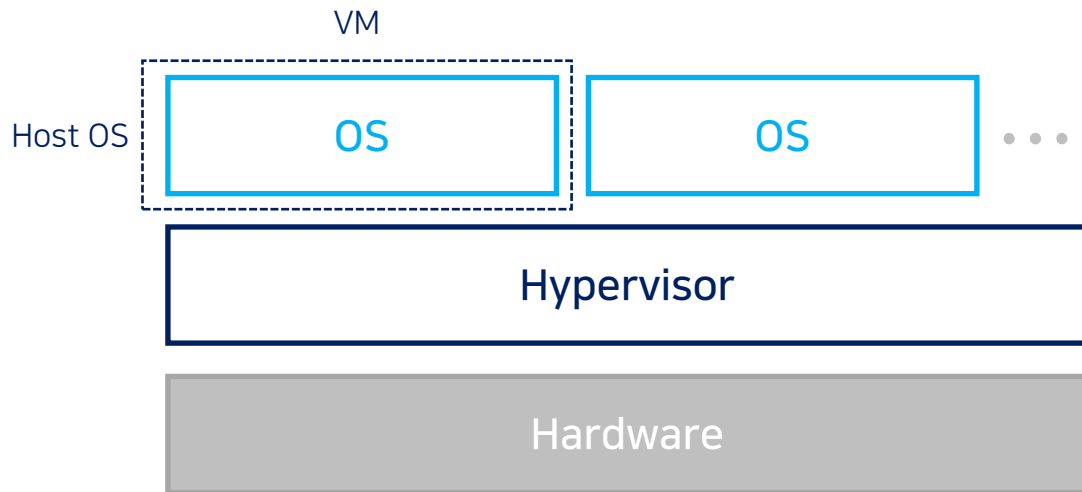 VM
Host OS
OS
OS
Hypervisor
Hardware